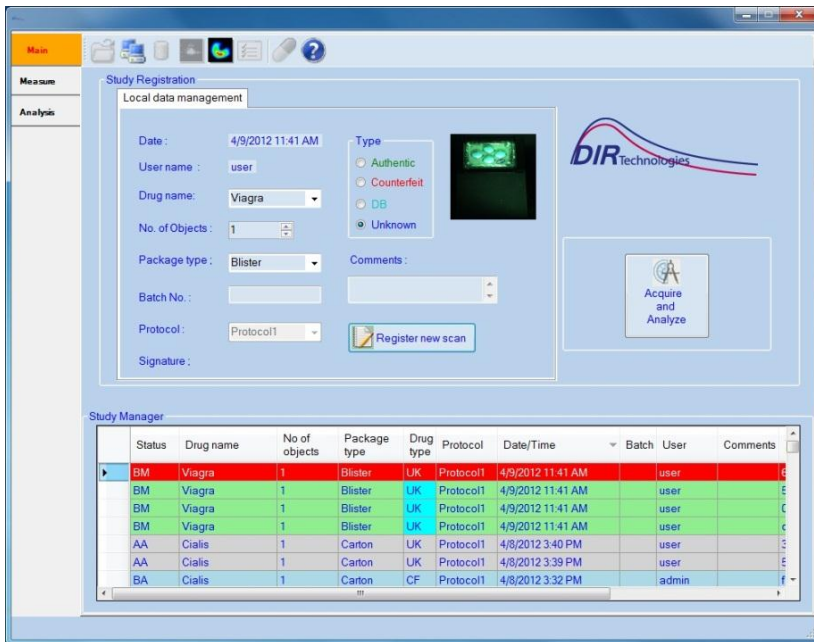 Main
Measure
Analysis
Study Registration
Local data management
Date :
4/9/2012 11:41 AM
User name :
user
Drug name:
Viagra
No. of Objects :
1
Package type ;
Blister
Batch No. :
Protocol :
Protocol1
Signature ;
Type
Authentic
Counterfeit
DB
Unknown
Comments :
Register new scan
DIR Technologies
Acquire
and
Analyze
Study Manager
Status Drug name No of objects Package type Drug type Protocol Date/Time Batch User Comments
BM Viagra 1 Blister UK Protocol1 4/9/2012 11:41 AM user
BM Viagra 1 Blister UK Protocol1 4/9/2012 11:41 AM user
BM Viagra 1 Blister UK Protocol1 4/9/2012 11:41 AM user
BM Viagra 1 Blister UK Protocol1 4/9/2012 11:41 AM user
AA Cialis 1 Carton UK Protocol1 4/8/2012 3:40 PM user
AA Cialis 1 Carton UK Protocol1 4/8/2012 3:39 PM user
BA Cialis 1 Carton CF Protocol1 4/8/2012 3:32 PM admin